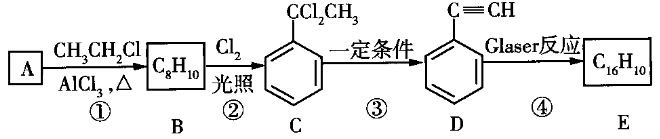 CCl₂CH₃
C≡CH
A
CH₃CH₂Cl
AlCl₃,△
①
C₈H₁₀
Cl₂
光照
②
一定条件
③
Glaser反应
④
C₁₆H₁₀
B
C
D
E